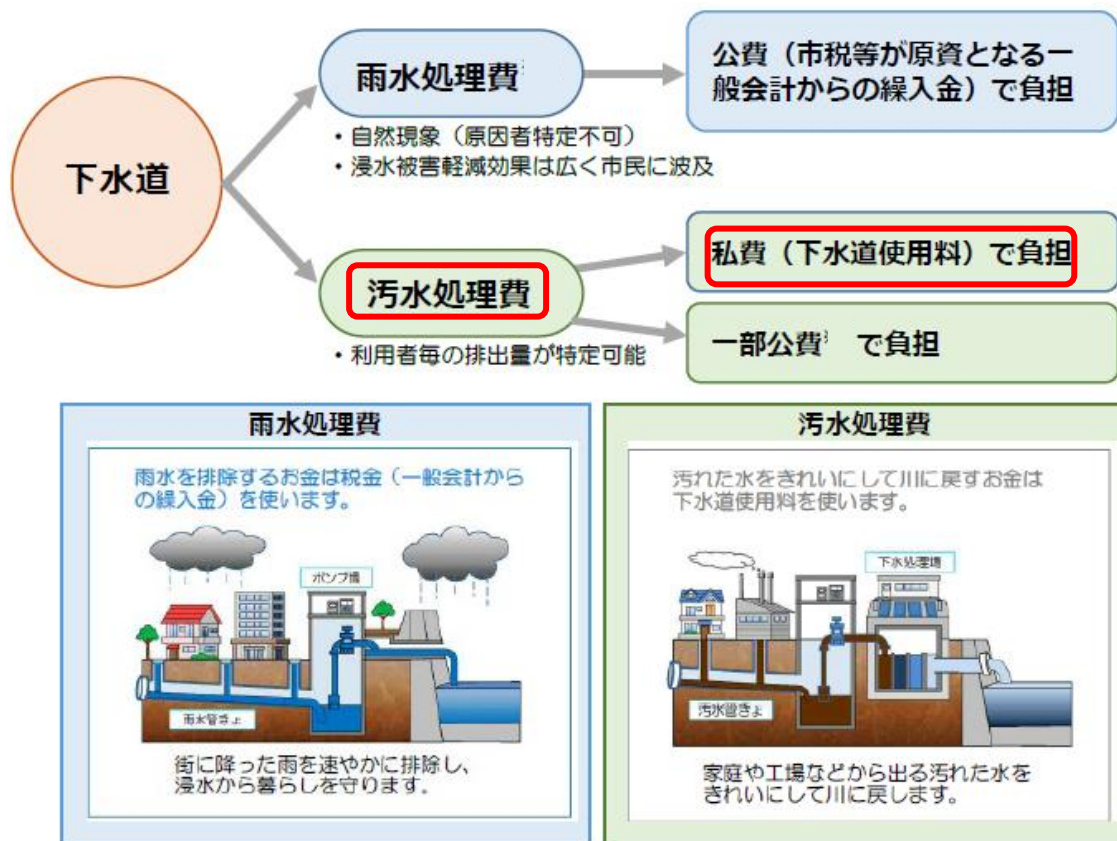 下水道
雨水処理費
・自然現象（原因者特定不可）
・浸水被害軽減効果は広く市民に波及
公費（市税等が原資となる一
般会計からの繰入金）で負担
汚水処理費
・利用者毎の排出量が特定可能
私費（下水道使用料）で負担
一部公費 で負担
雨水処理費
雨水を排除するお金は税金（一般会計から
の繰入金）を使います。
ポンプ場
雨水管きょ
街に降った雨を速やかに排除し、
浸水から暮らしを守ります。
汚水処理費
汚れた水をきれいにして川に戻すお金は
下水道使用料を使います。
下水処理場
汚水管きょ
家庭や工場などから出る汚れた水を
きれいにして川に戻します。